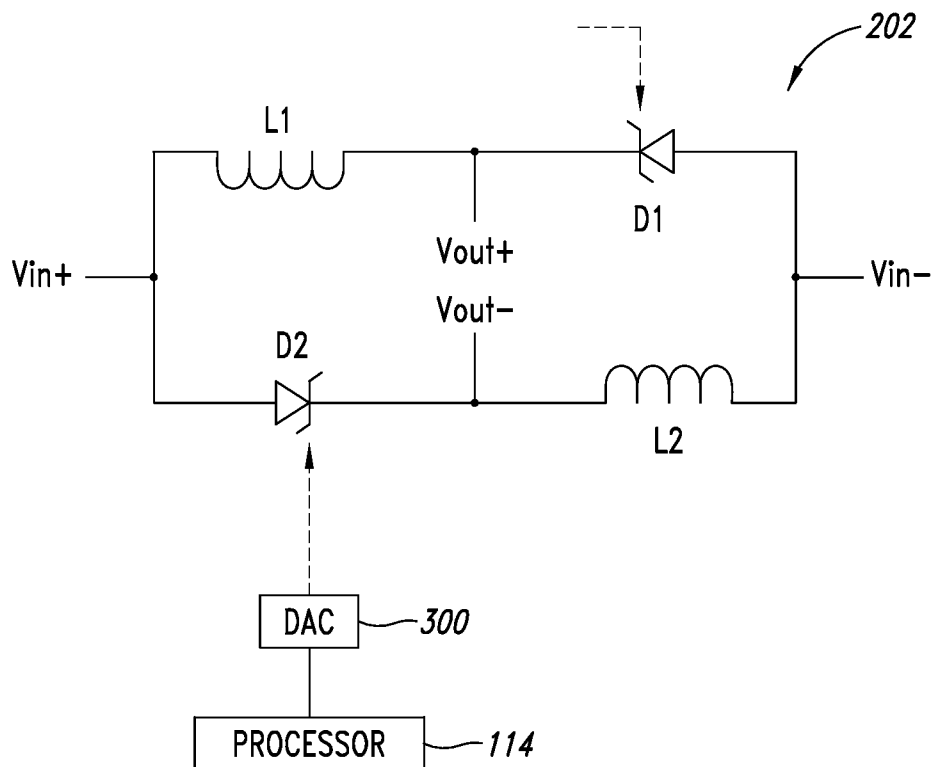 202
L1
D1
Vout+
Vin+
Vin-
Vout-
D2
L2
DAC
300
PROCESSOR
114